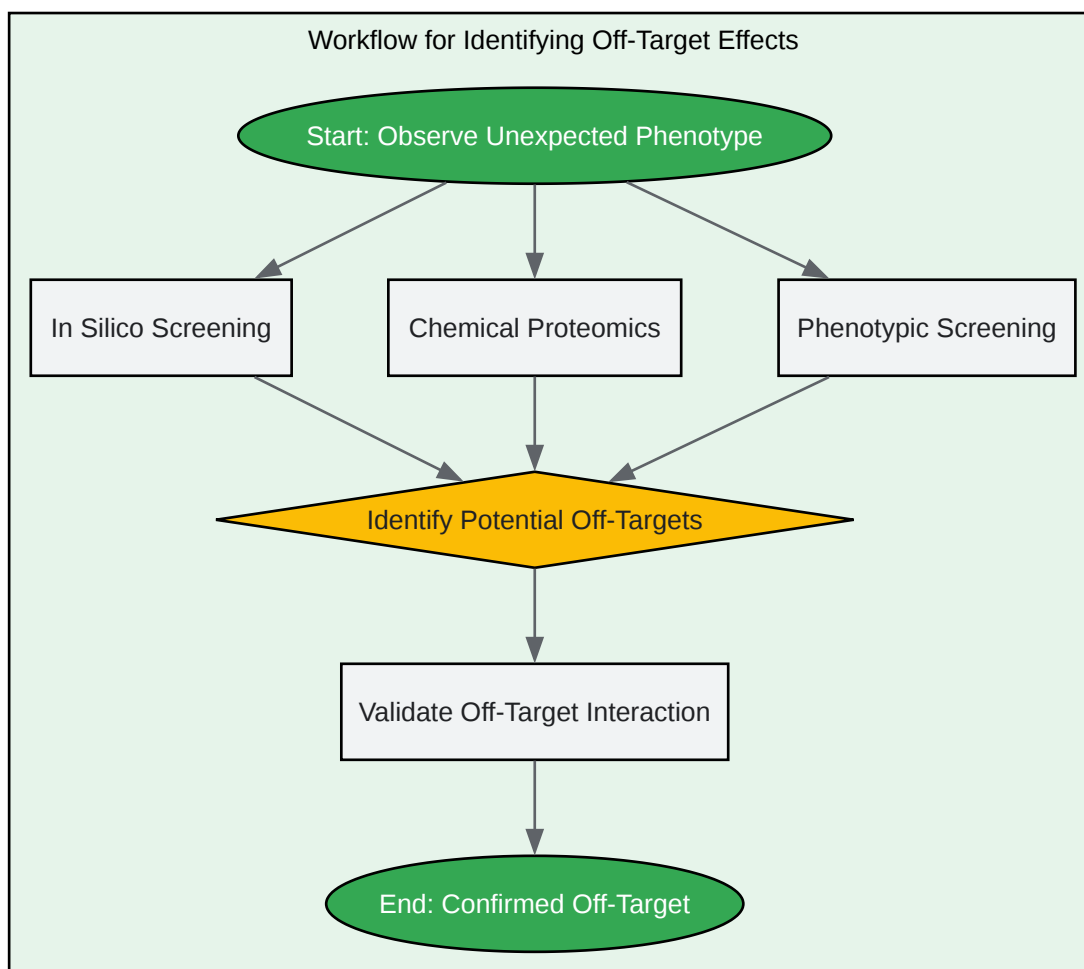 Workflow for Identifying Off-Target Effects
Start: Observe Unexpected Phenotype
In Silico Screening
Chemical Proteomics
Phenotypic Screening
Identify Potential Off-Targets
Validate Off-Target Interaction
End: Confirmed Off-Target